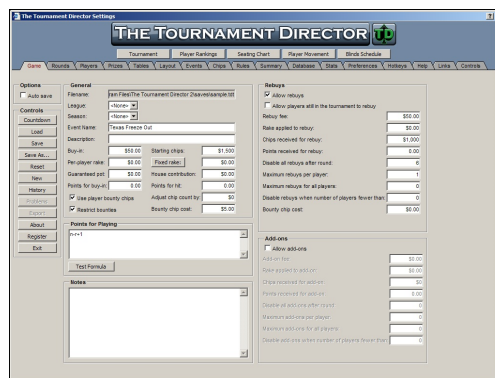 The Tournament Director Settings
?
THE TOURNAMENT DIRECTOR TD
Tournament Player Rankings Seating Chart Player Movement Blinds Schedule
Game Rounds Players Prizes Tables Layout Events Chips Rules Summary Database Stats Preferences Hotkeys Help Links Controls
Options
Auto save
Controls
Countdown
Load
Save
Save As...
Reset
New
History
Problems
Export
About
Register
Exit
General
Filename: ram Files\The Tournament Director 2\saves\sample.tdt
League: <None>
Season: <None>
Event Name: Texas Freeze Out
Description:
Buy-in: $50.00 Starting chips: $1,500
Per-player rake: $0.00 Fixed rake: $0.00
Guaranteed pot: $0.00 House contribution: $0.00
Points for buy-in: 0.00 Points for hit: 0.00
Use player bounty chips Adjust chip count by: $0
Restrict bounties Bounty chip cost: $5.00
Points for Playing
n-r+1
Test Formula
Notes
Rebuys
Allow rebuys
Allow players still in the tournament to rebuy
Rebuy fee: $50.00
Rake applied to rebuy: $0.00
Chips received for rebuy: $1,000
Points received for rebuy: 0.00
Disable all rebuys after round: 6
Maximum rebuys per player: 1
Maximum rebuys for all players: 0
Disable rebuys when number of players fewer than: 0
Bounty chip cost: $0.00
Add-ons
Allow add-ons
Add-on fee: $0.00
Rake applied to add-on: $0.00
Chips received for add-on: $0
Points received for add-on: 0.00
Disable all add-ons after round: 0
Maximum add-ons per player: 0
Maximum add-ons for all players: 0
Disable add-ons when number of players fewer than: 0